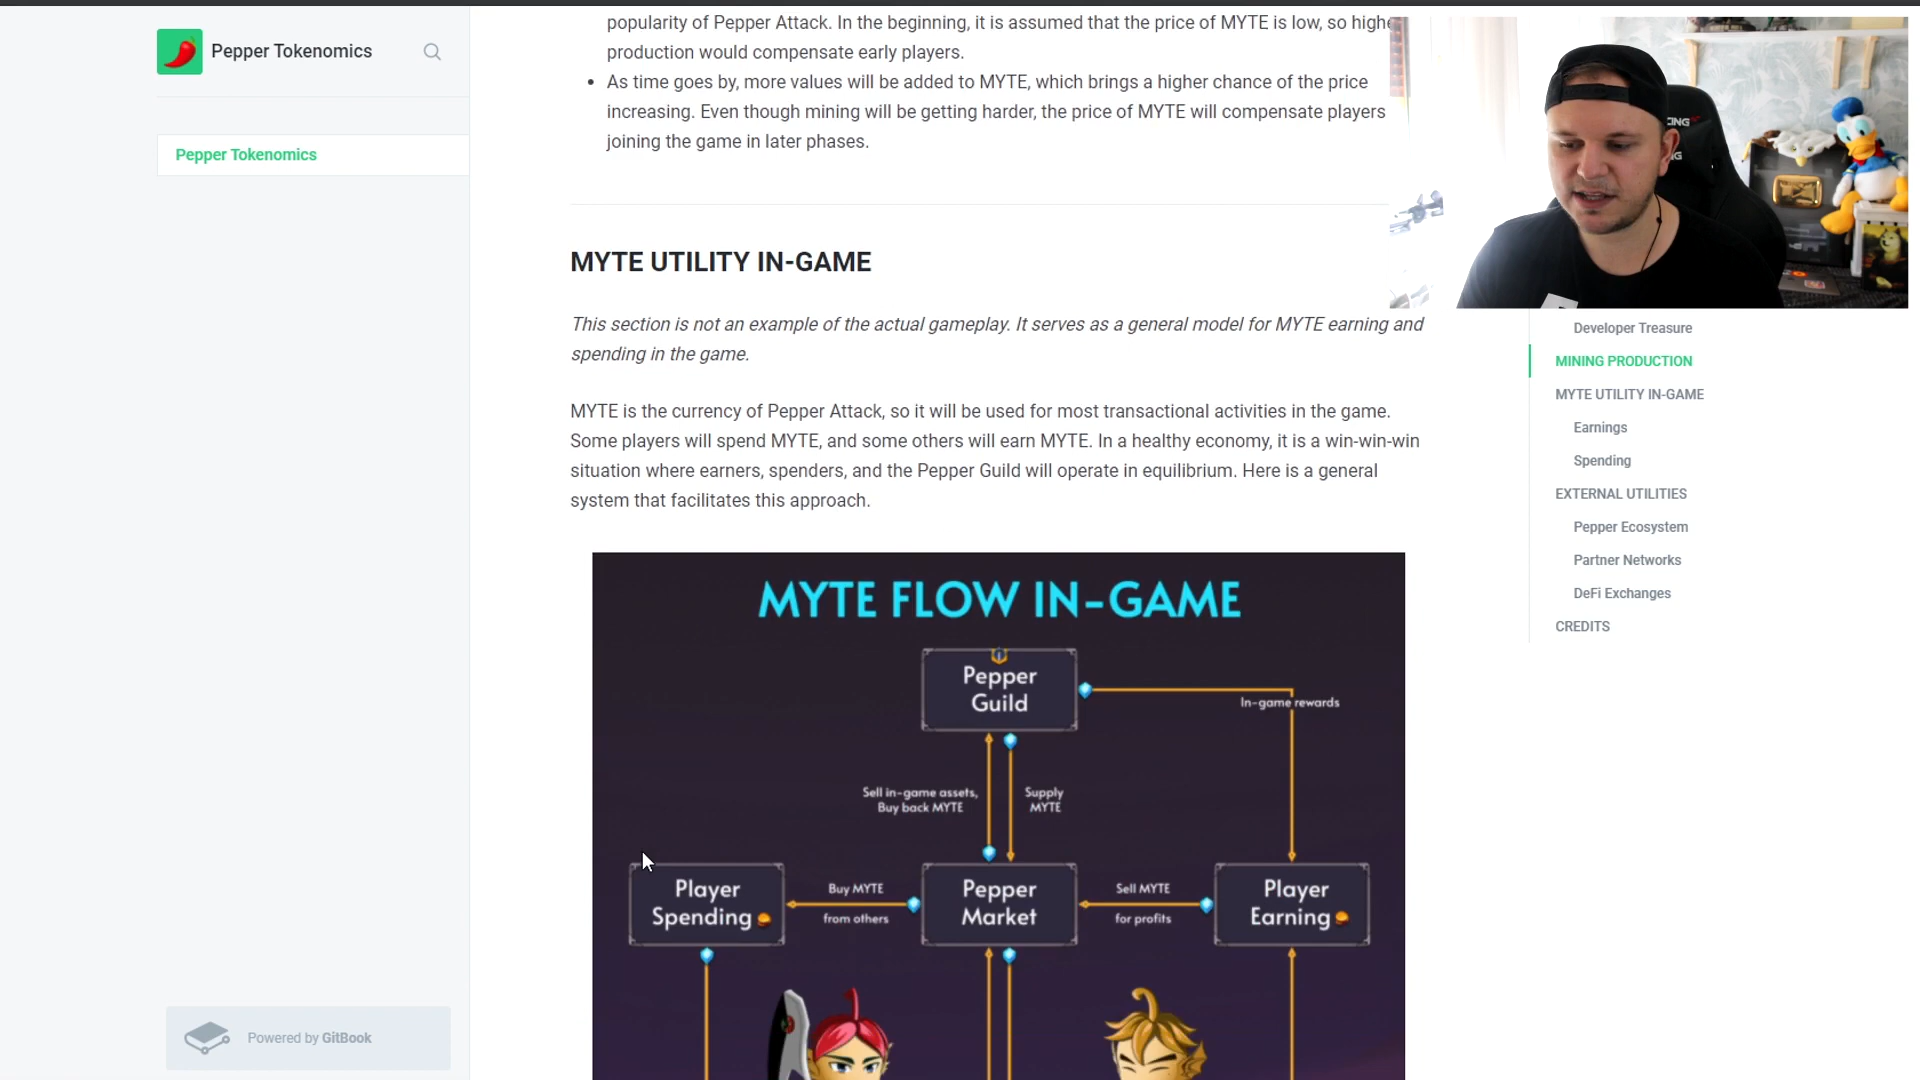 Pepper Tokenomics
Pepper Tokenomics
Powered by GitBook
popularity of Pepper Attack. In the beginning, it is assumed that the price of MYTE is low, so
production would compensate early players.
As time goes by, more values will be added to MYTE, which brings a higher chance of the price
increasing. Even though mining will be getting harder, the price of MYTE will compensate players
joining the game in later phases.
MYTE UTILITY IN-GAME
This section is not an example of the actual gameplay. It serves as a general model for MYTE earning and
spending in the game.
MYTE is the currency of Pepper Attack, so it will be used for most transactional activities in the game.
Some players will spend MYTE, and some others will earn MYTE. In a healthy economy, it is a win-win-win
situation where earners, spenders, and the Pepper Guild will operate in equilibrium. Here is a general
system that facilitates this approach.
MYTE FLOW IN-GAME
Pepper
Guild
In-game rewards
Sell in-game assets,
Buy back MYTE
Supply
MYTE
Player
Spending
Buy MYTE
from others
Pepper
Market
Sell MYTE
for profits
Player
Earning
Developer Treasure
MINING PRODUCTION
MYTE UTILITY IN-GAME
Earnings
Spending
EXTERNAL UTILITIES
Pepper Ecosystem
Partner Networks
DeFi Exchanges
CREDITS